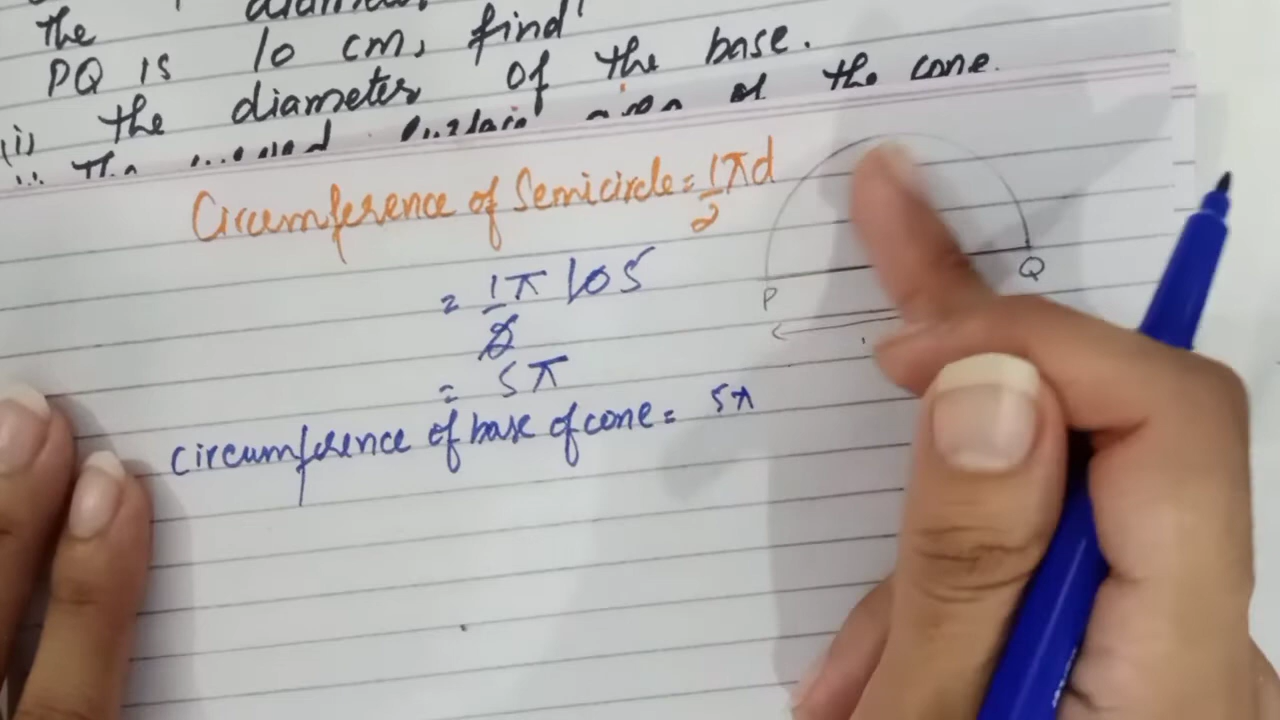 the
PQ is 10 cm, find
(i) the diameter of the base.
of the cone.
Circumference of Semicircle = 1/2 πd
= 1/2 π 10 5
= 5π
Circumference of base of cone = 5π
P
Q